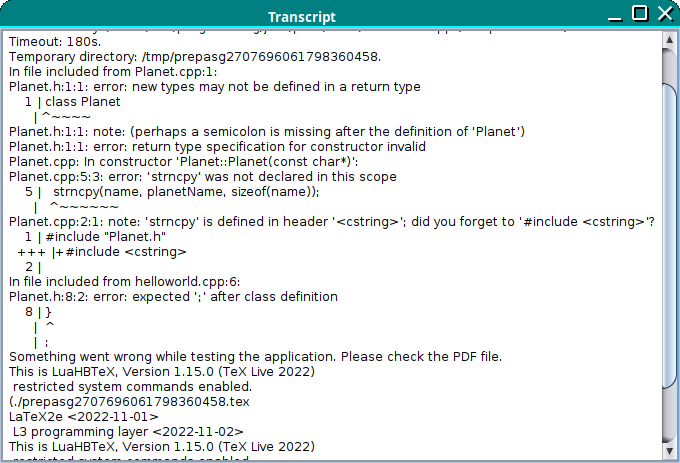 Transcript
Timeout: 180s.
Temporary directory: /tmp/prepasg2707696061798360458.
In file included from Planet.cpp:1:
Planet.h:1:1: error: new types may not be defined in a return type
1 | class Planet
| ^~~~~
Planet.h:1:1: note: (perhaps a semicolon is missing after the definition of 'Planet')
Planet.h:1:1: error: return type specification for constructor invalid
Planet.cpp: In constructor 'Planet::Planet(const char*)':
Planet.cpp:5:3: error: 'strncpy' was not declared in this scope
5 |   strncpy(name, planetName, sizeof(name));
|   ^~~~~~~
Planet.cpp:2:1: note: 'strncpy' is defined in header '<cstring>'; did you forget to '#include <cstring>'?
1 | #include "Planet.h"
+++ |+#include <cstring>
2 |
In file included from helloworld.cpp:6:
Planet.h:8:2: error: expected ';' after class definition
8 | }
|  ^
|  ;
Something went wrong while testing the application. Please check the PDF file.
This is LuaHBTeX, Version 1.15.0 (TeX Live 2022)
restricted system commands enabled.
(./prepasg2707696061798360458.tex
LaTeX2e <2022-11-01>
L3 programming layer <2022-11-02>
This is LuaHBTeX, Version 1.15.0 (TeX Live 2022)
restricted system commands enabled.